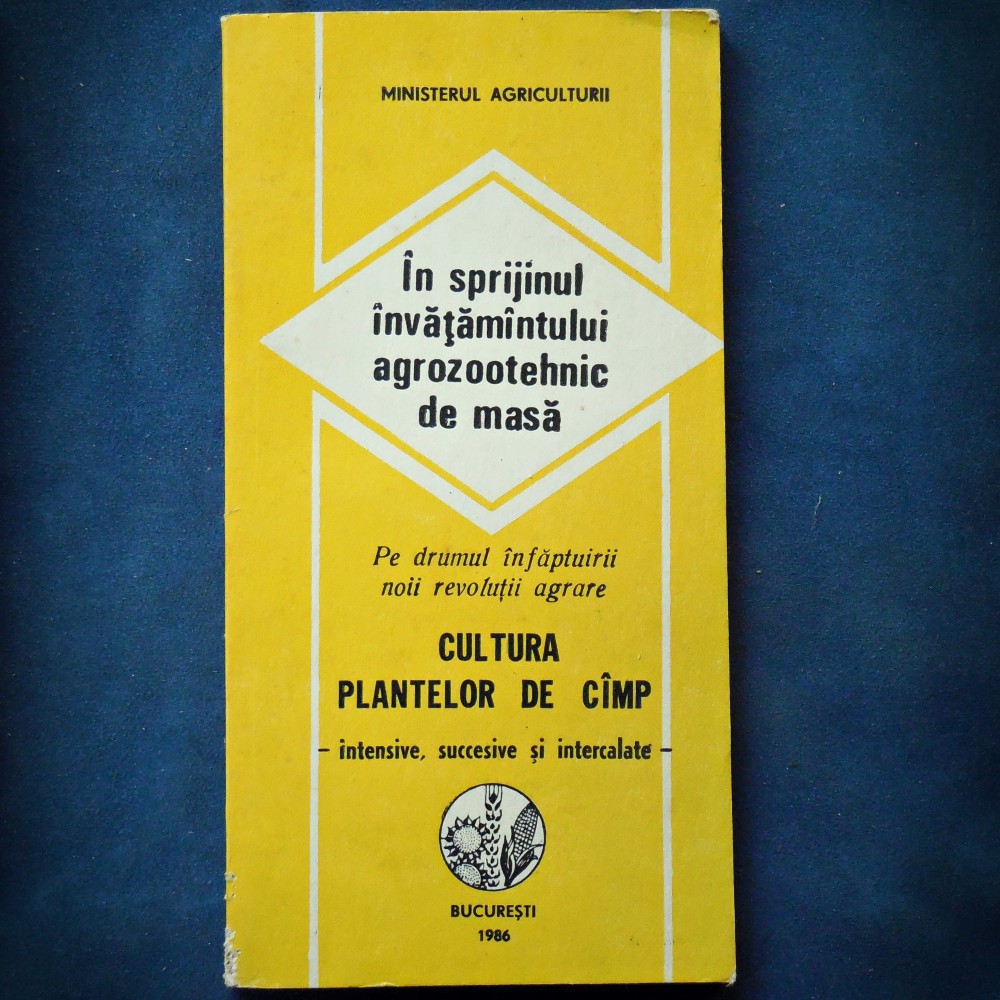 MINISTERUL AGRICULTURII
În sprijinul
învăţămîntului
agrozootehnic
de masă
Pe drumul înfăptuirii
noii revoluţii agrare
CULTURA
PLANTELOR DE CÎMP
- intensive, succesive şi intercalate -
BUCUREŞTI
1986